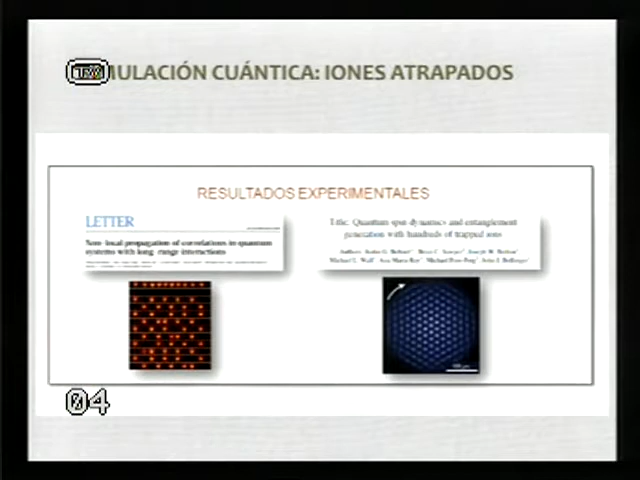 MULACIÓN CUÁNTICA: IONES ATRAPADOS
RESULTADOS EXPERIMENTALES
LETTER
Non-local propagation of correlations in quantum
systems with long-range interactions
Title: Quantum spin dynamics and entanglement
generation with hundreds of trapped ions
04